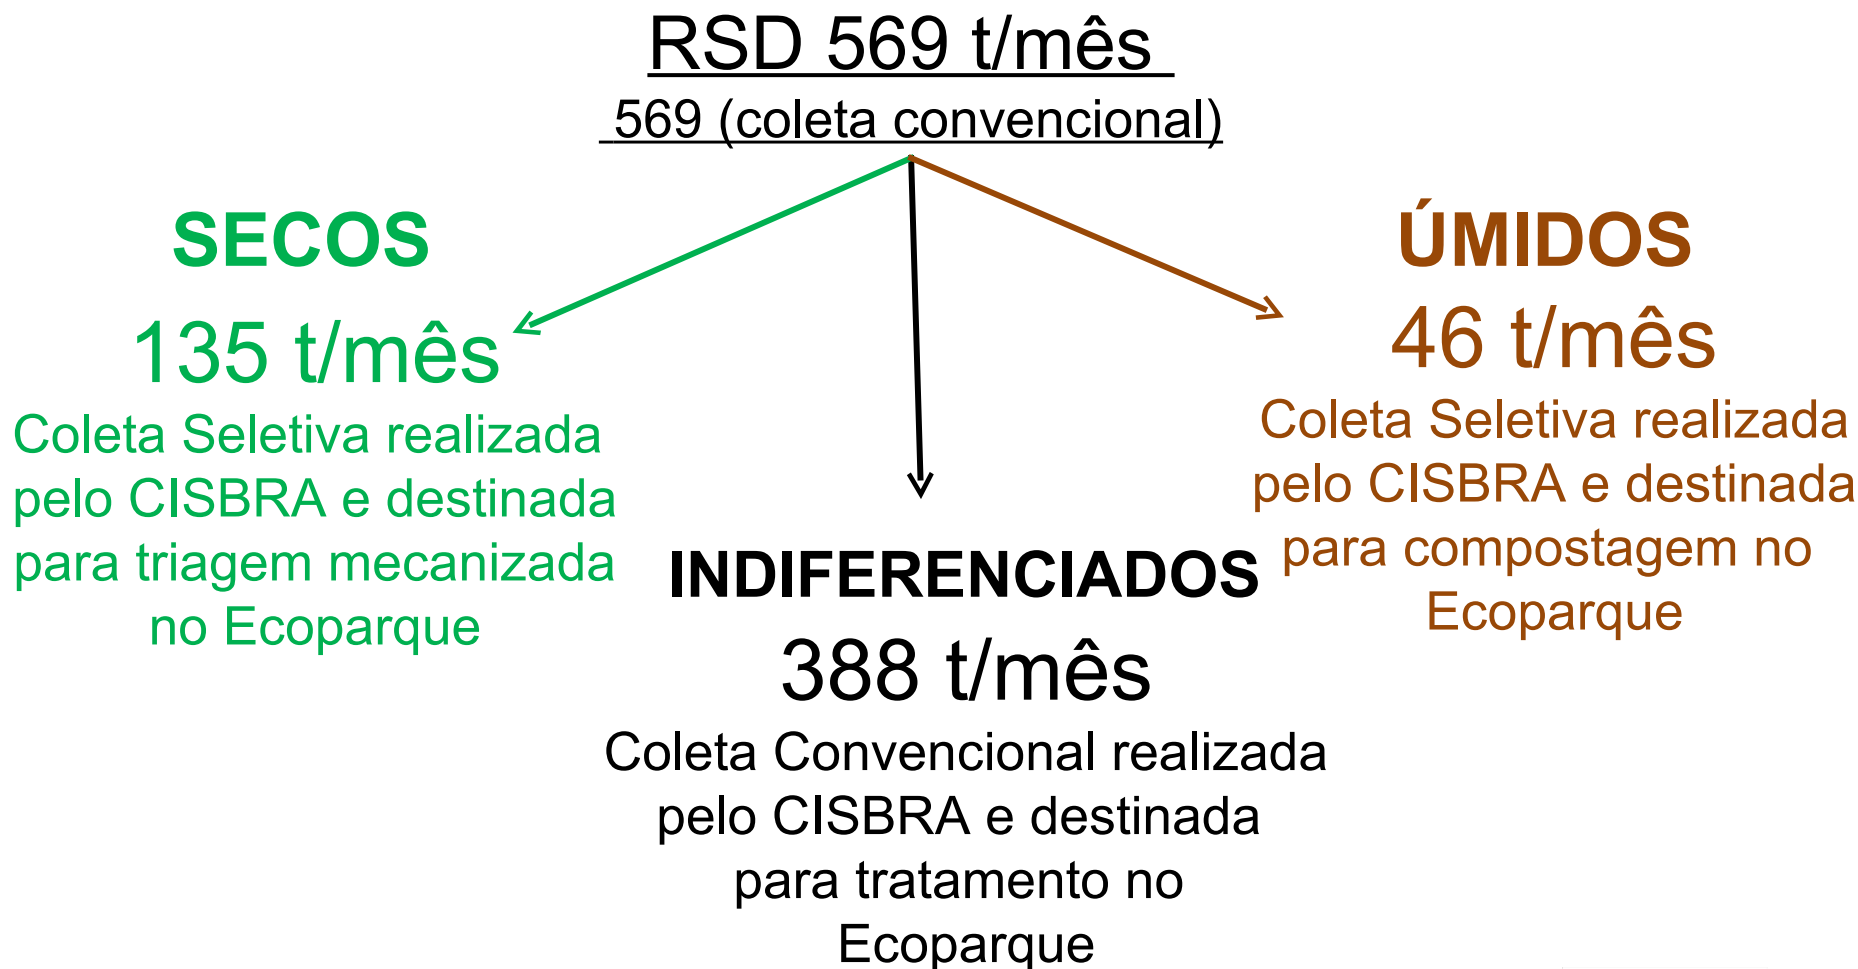 RSD 569 t/mês
569 (coleta convencional)
SECOS
135 t/mês
Coleta Seletiva realizada
pelo CISBRA e destinada
para triagem mecanizada
no Ecoparque
INDIFERENCIADOS
388 t/mês
Coleta Convencional realizada
pelo CISBRA e destinada
para tratamento no
Ecoparque
ÚMIDOS
46 t/mês
Coleta Seletiva realizada
pelo CISBRA e destinada
para compostagem no
Ecoparque